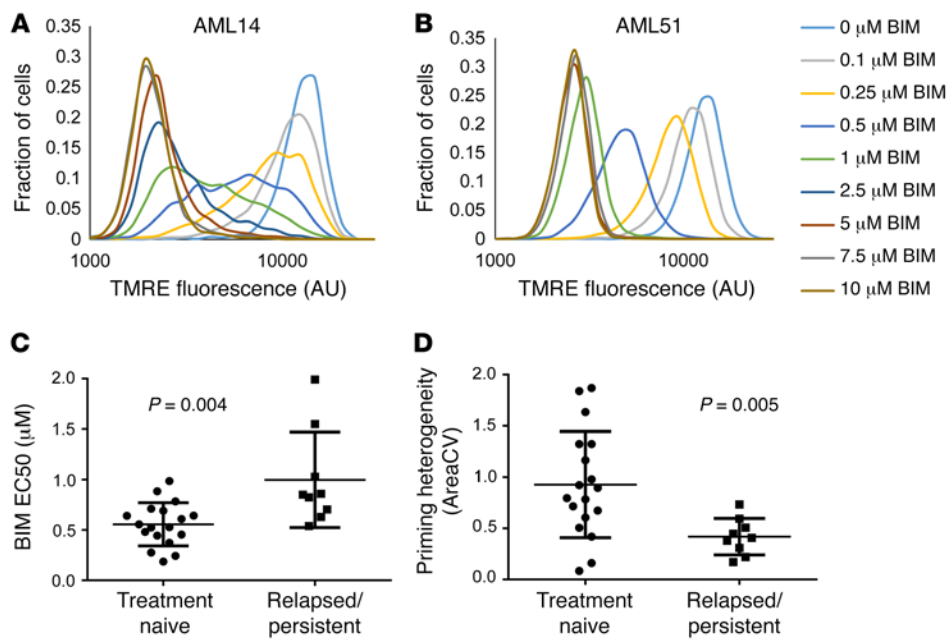 A
AML14
0.35
0.3
0.25
0.2
0.15
0.1
0.05
0
Fraction of cells
1000
10000
TMRE fluorescence (AU)
B
AML51
0.35
0.3
0.25
0.2
0.15
0.1
0.05
0
Fraction of cells
1000
10000
TMRE fluorescence (AU)
0 μM BIM
0.1 μM BIM
0.25 μM BIM
0.5 μM BIM
1 μM BIM
2.5 μM BIM
5 μM BIM
7.5 μM BIM
10 μM BIM
C
2.0
1.5
1.0
0.5
0.0
BIM EC50 (μM)
P = 0.004
Treatment
naive
Relapsed/
persistent
D
2.0
1.5
1.0
0.5
0.0
Priming heterogeneity
(AreaCV)
P = 0.005
Treatment
naive
Relapsed/
persistent